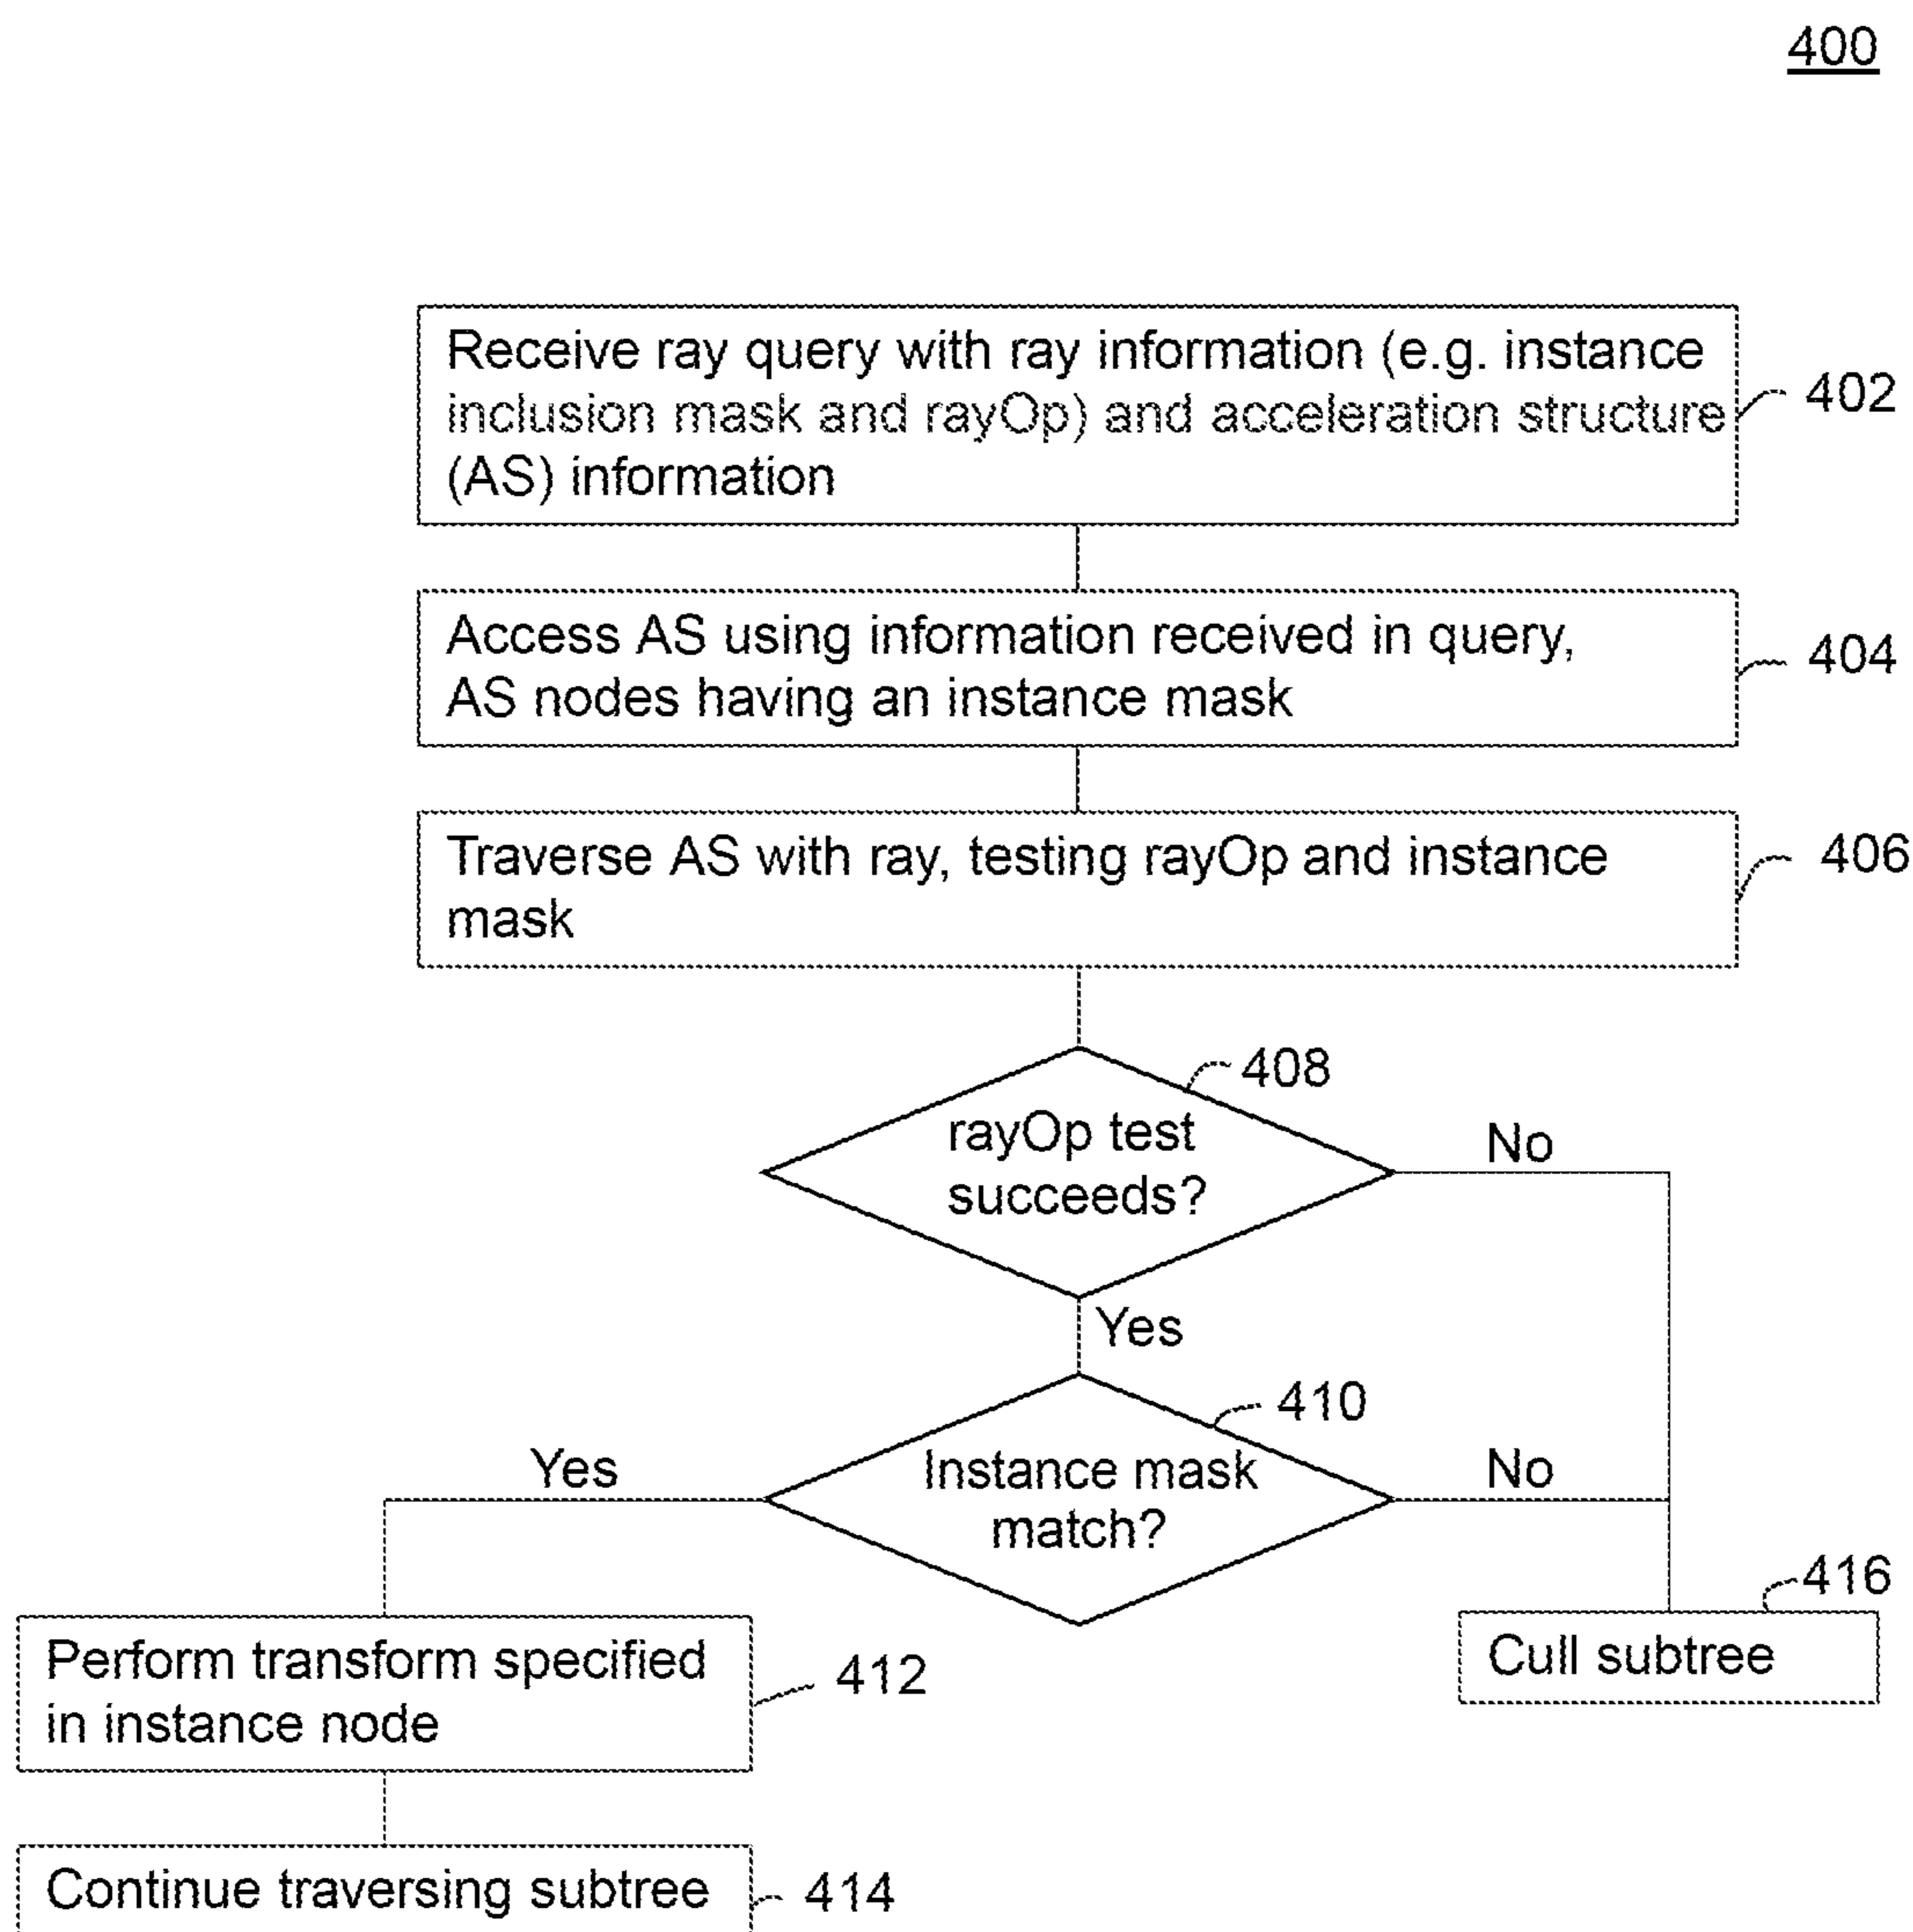 400
Receive ray query with ray information (e.g. instance
inclusion mask and rayOp) and acceleration structure
(AS) information
402
Access AS using information received in query,
AS nodes having an instance mask
404
Traverse AS with ray, testing rayOp and instance
mask
406
408
rayOp test
succeeds?
No
Yes
410
Instance mask
match?
Yes
No
416
Cull subtree
Perform transform specified
in instance node
412
Continue traversing subtree
414